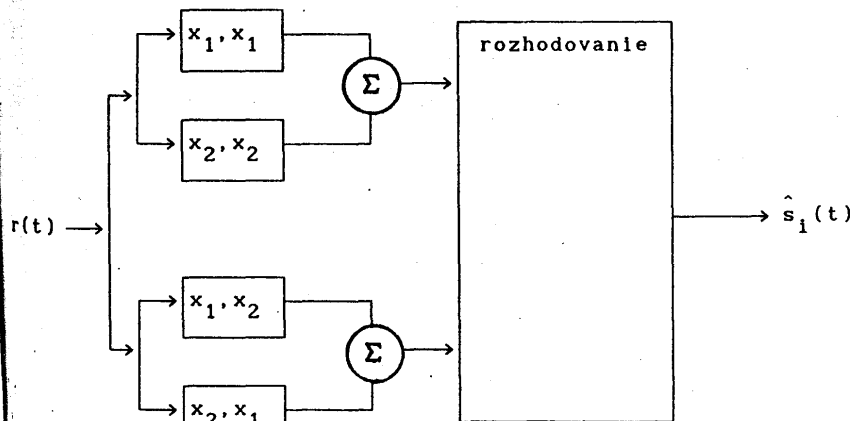 x₁, x₁
rozhodovanie
Σ
x₂, x₂
r(t)
ŝᵢ(t)
x₁, x₂
Σ
x₂, x₁